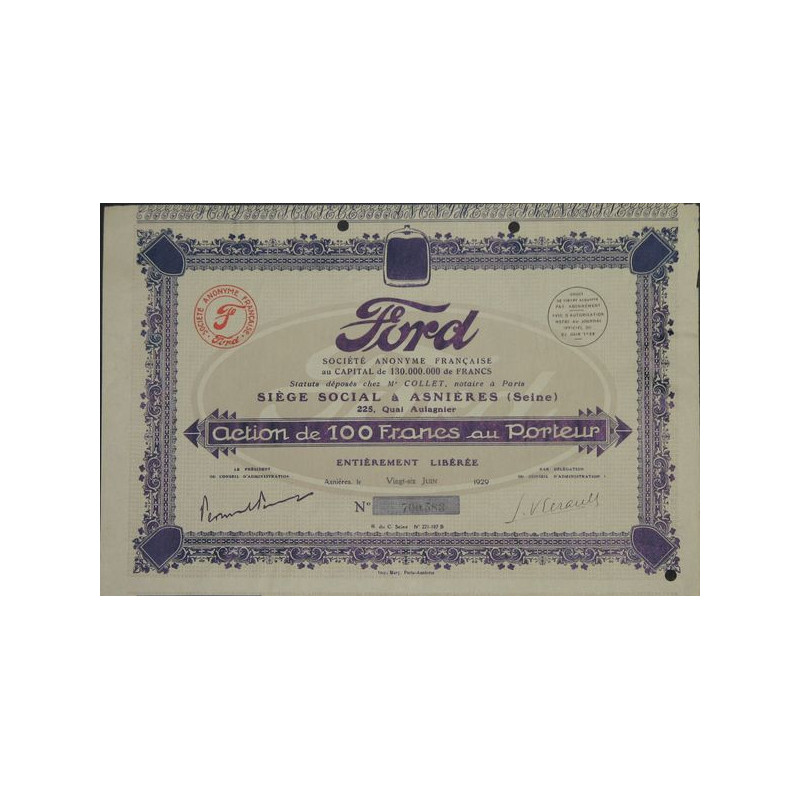 SOCIÉTÉ ANONYME FRANÇAISE
F
Ford
Ford
SOCIÉTÉ ANONYME FRANÇAISE
au CAPITAL de 130.000.000 de FRANCS
Statuts déposés chez Me COLLET, notaire à Paris
SIÈGE SOCIAL à ASNIÈRES (Seine)
225, Quai Aulagnier
Action de 100 Francs au Porteur
ENTIÈREMENT LIBÉRÉE
LE PRÉSIDENT
DU CONSEIL D'ADMINISTRATION
PAR DÉLÉGATION
DU CONSEIL D'ADMINISTRATION
Asnières, le Vingt-six Juin 1929
No 700,583